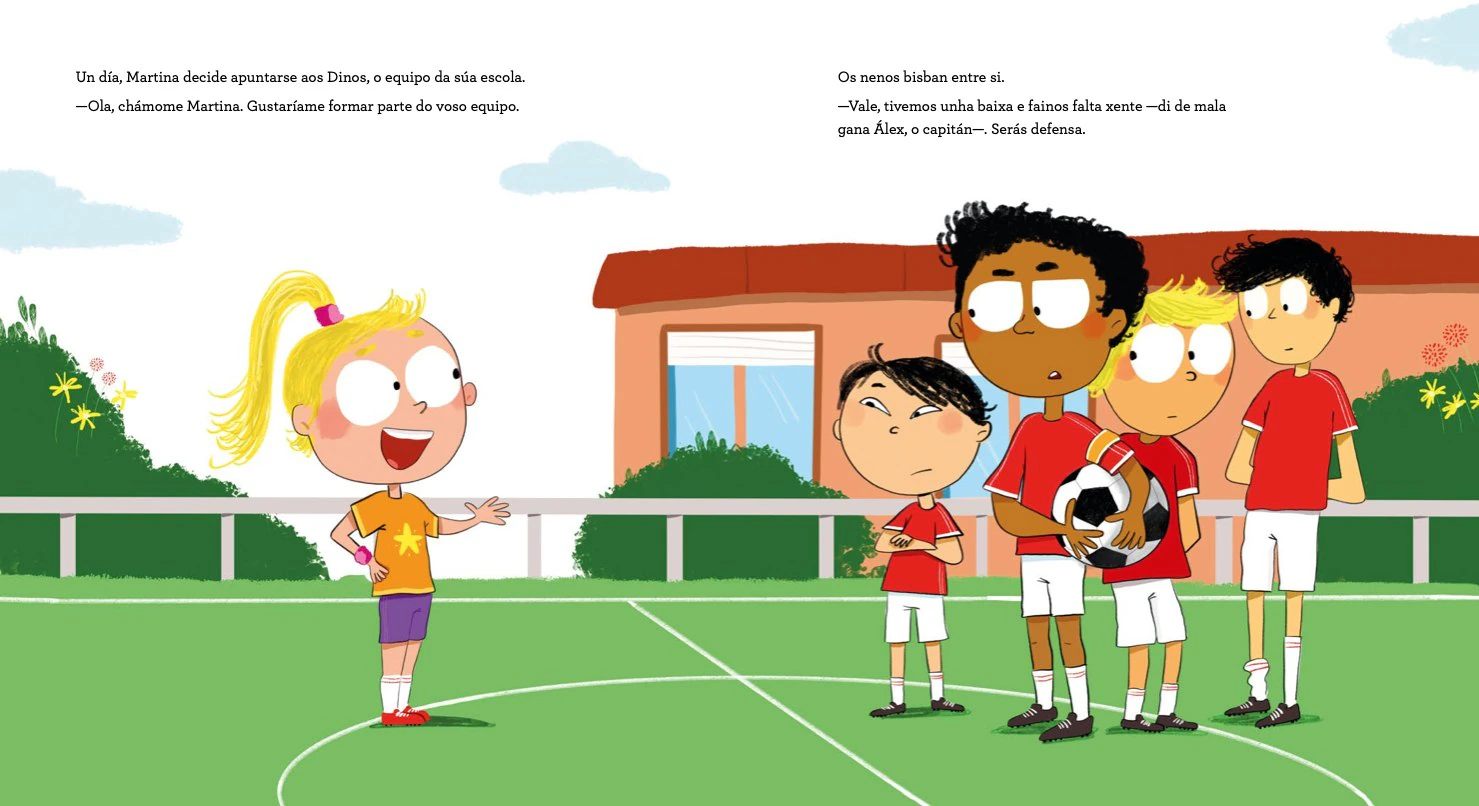 Un día, Martina decide apuntarse aos Dinos, o equipo da súa escola.
—Ola, chámome Martina. Gustaríame formar parte do voso equipo.
Os nenos bisban entre si.
—Vale, tivemos unha baixa e fainos falta xente —di de mala
gana Álex, o capitán—. Serás defensa.